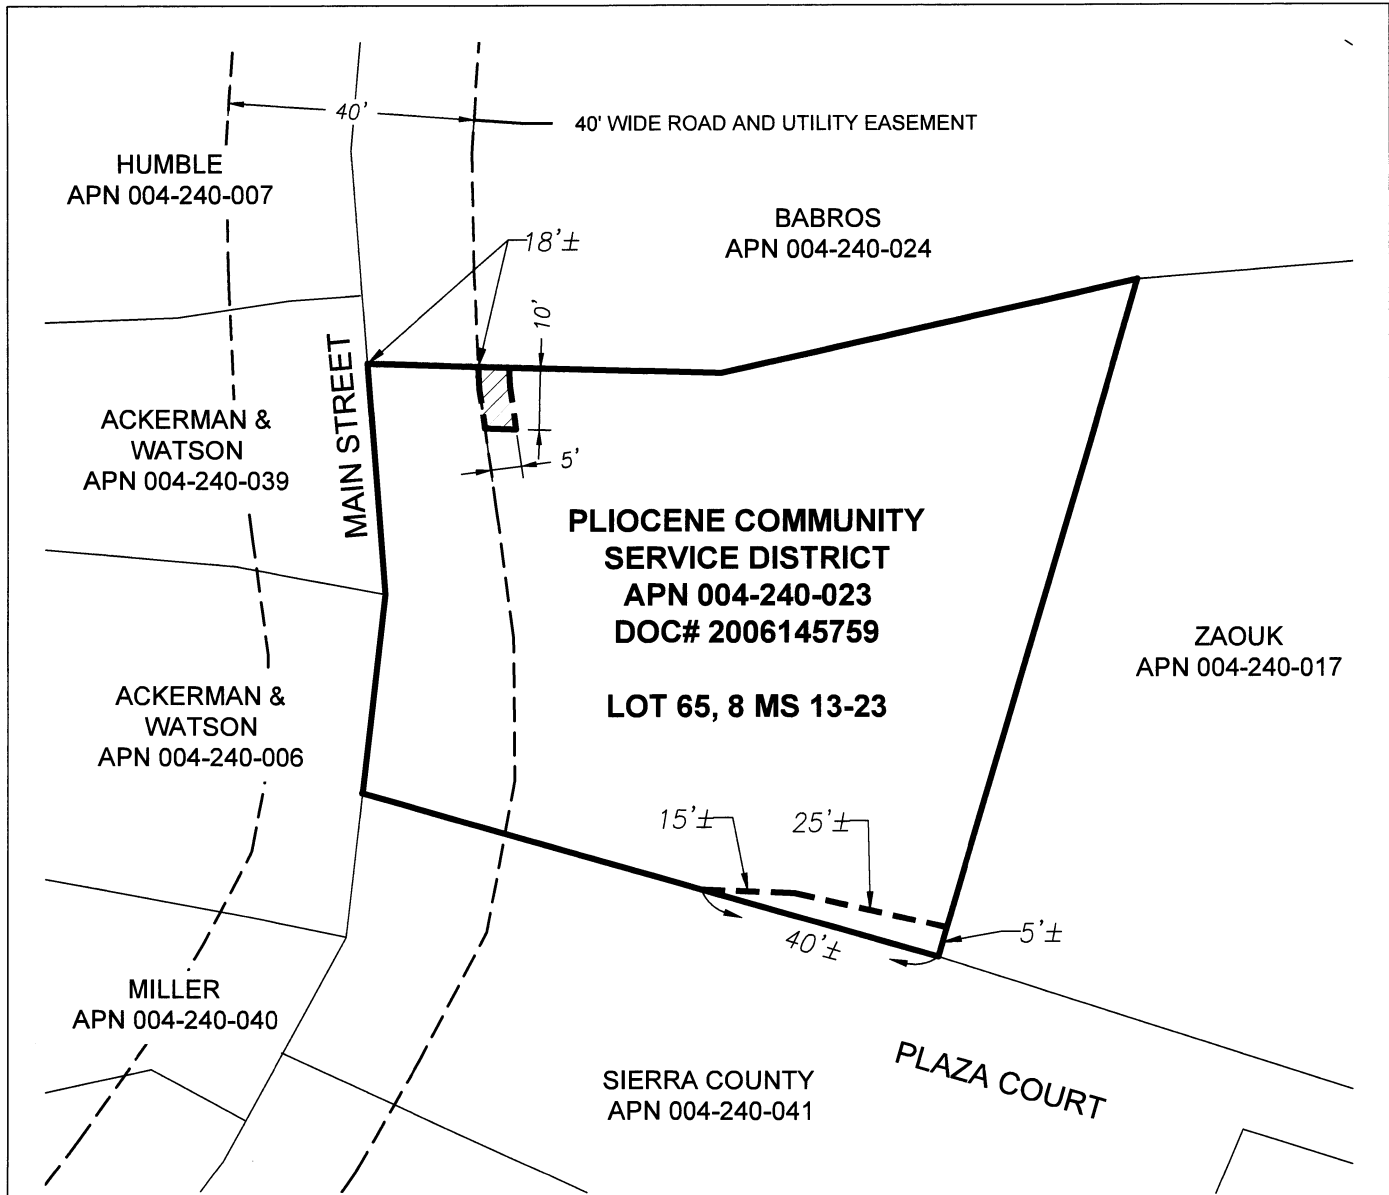 40'
40' WIDE ROAD AND UTILITY EASEMENT
HUMBLE
APN 004-240-007
BABROS
APN 004-240-024
18'±
10'
MAIN STREET
ACKERMAN &
WATSON
APN 004-240-039
5'
PLIOCENE COMMUNITY
SERVICE DISTRICT
APN 004-240-023
DOC# 2006145759
LOT 65, 8 MS 13-23
ZAOUK
APN 004-240-017
ACKERMAN &
WATSON
APN 004-240-006
15'±
25'±
40'±
5'±
MILLER
APN 004-240-040
SIERRA COUNTY
APN 004-240-041
PLAZA COURT